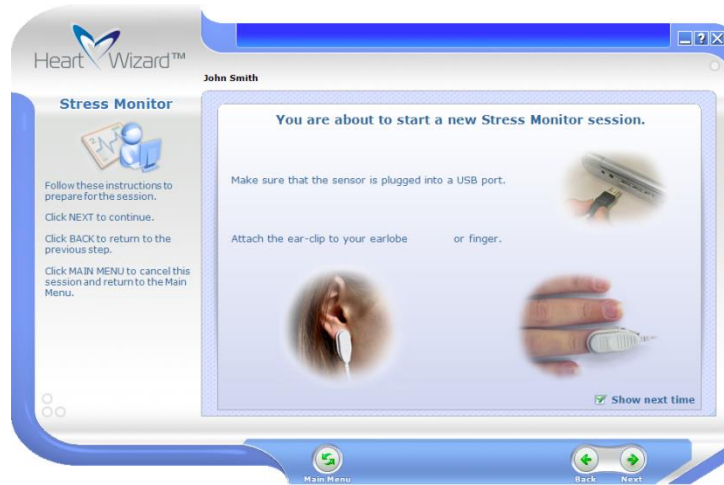 Heart Wizard™
John Smith
Stress Monitor
Follow these instructions to
prepare for the session.
Click NEXT to continue.
Click BACK to return to the
previous step.
Click MAIN MENU to cancel this
session and return to the Main
Menu.
You are about to start a new Stress Monitor session.
Make sure that the sensor is plugged into a USB port.
Attach the ear-clip to your earlobe or finger.
Show next time
Main Menu
Back
Next